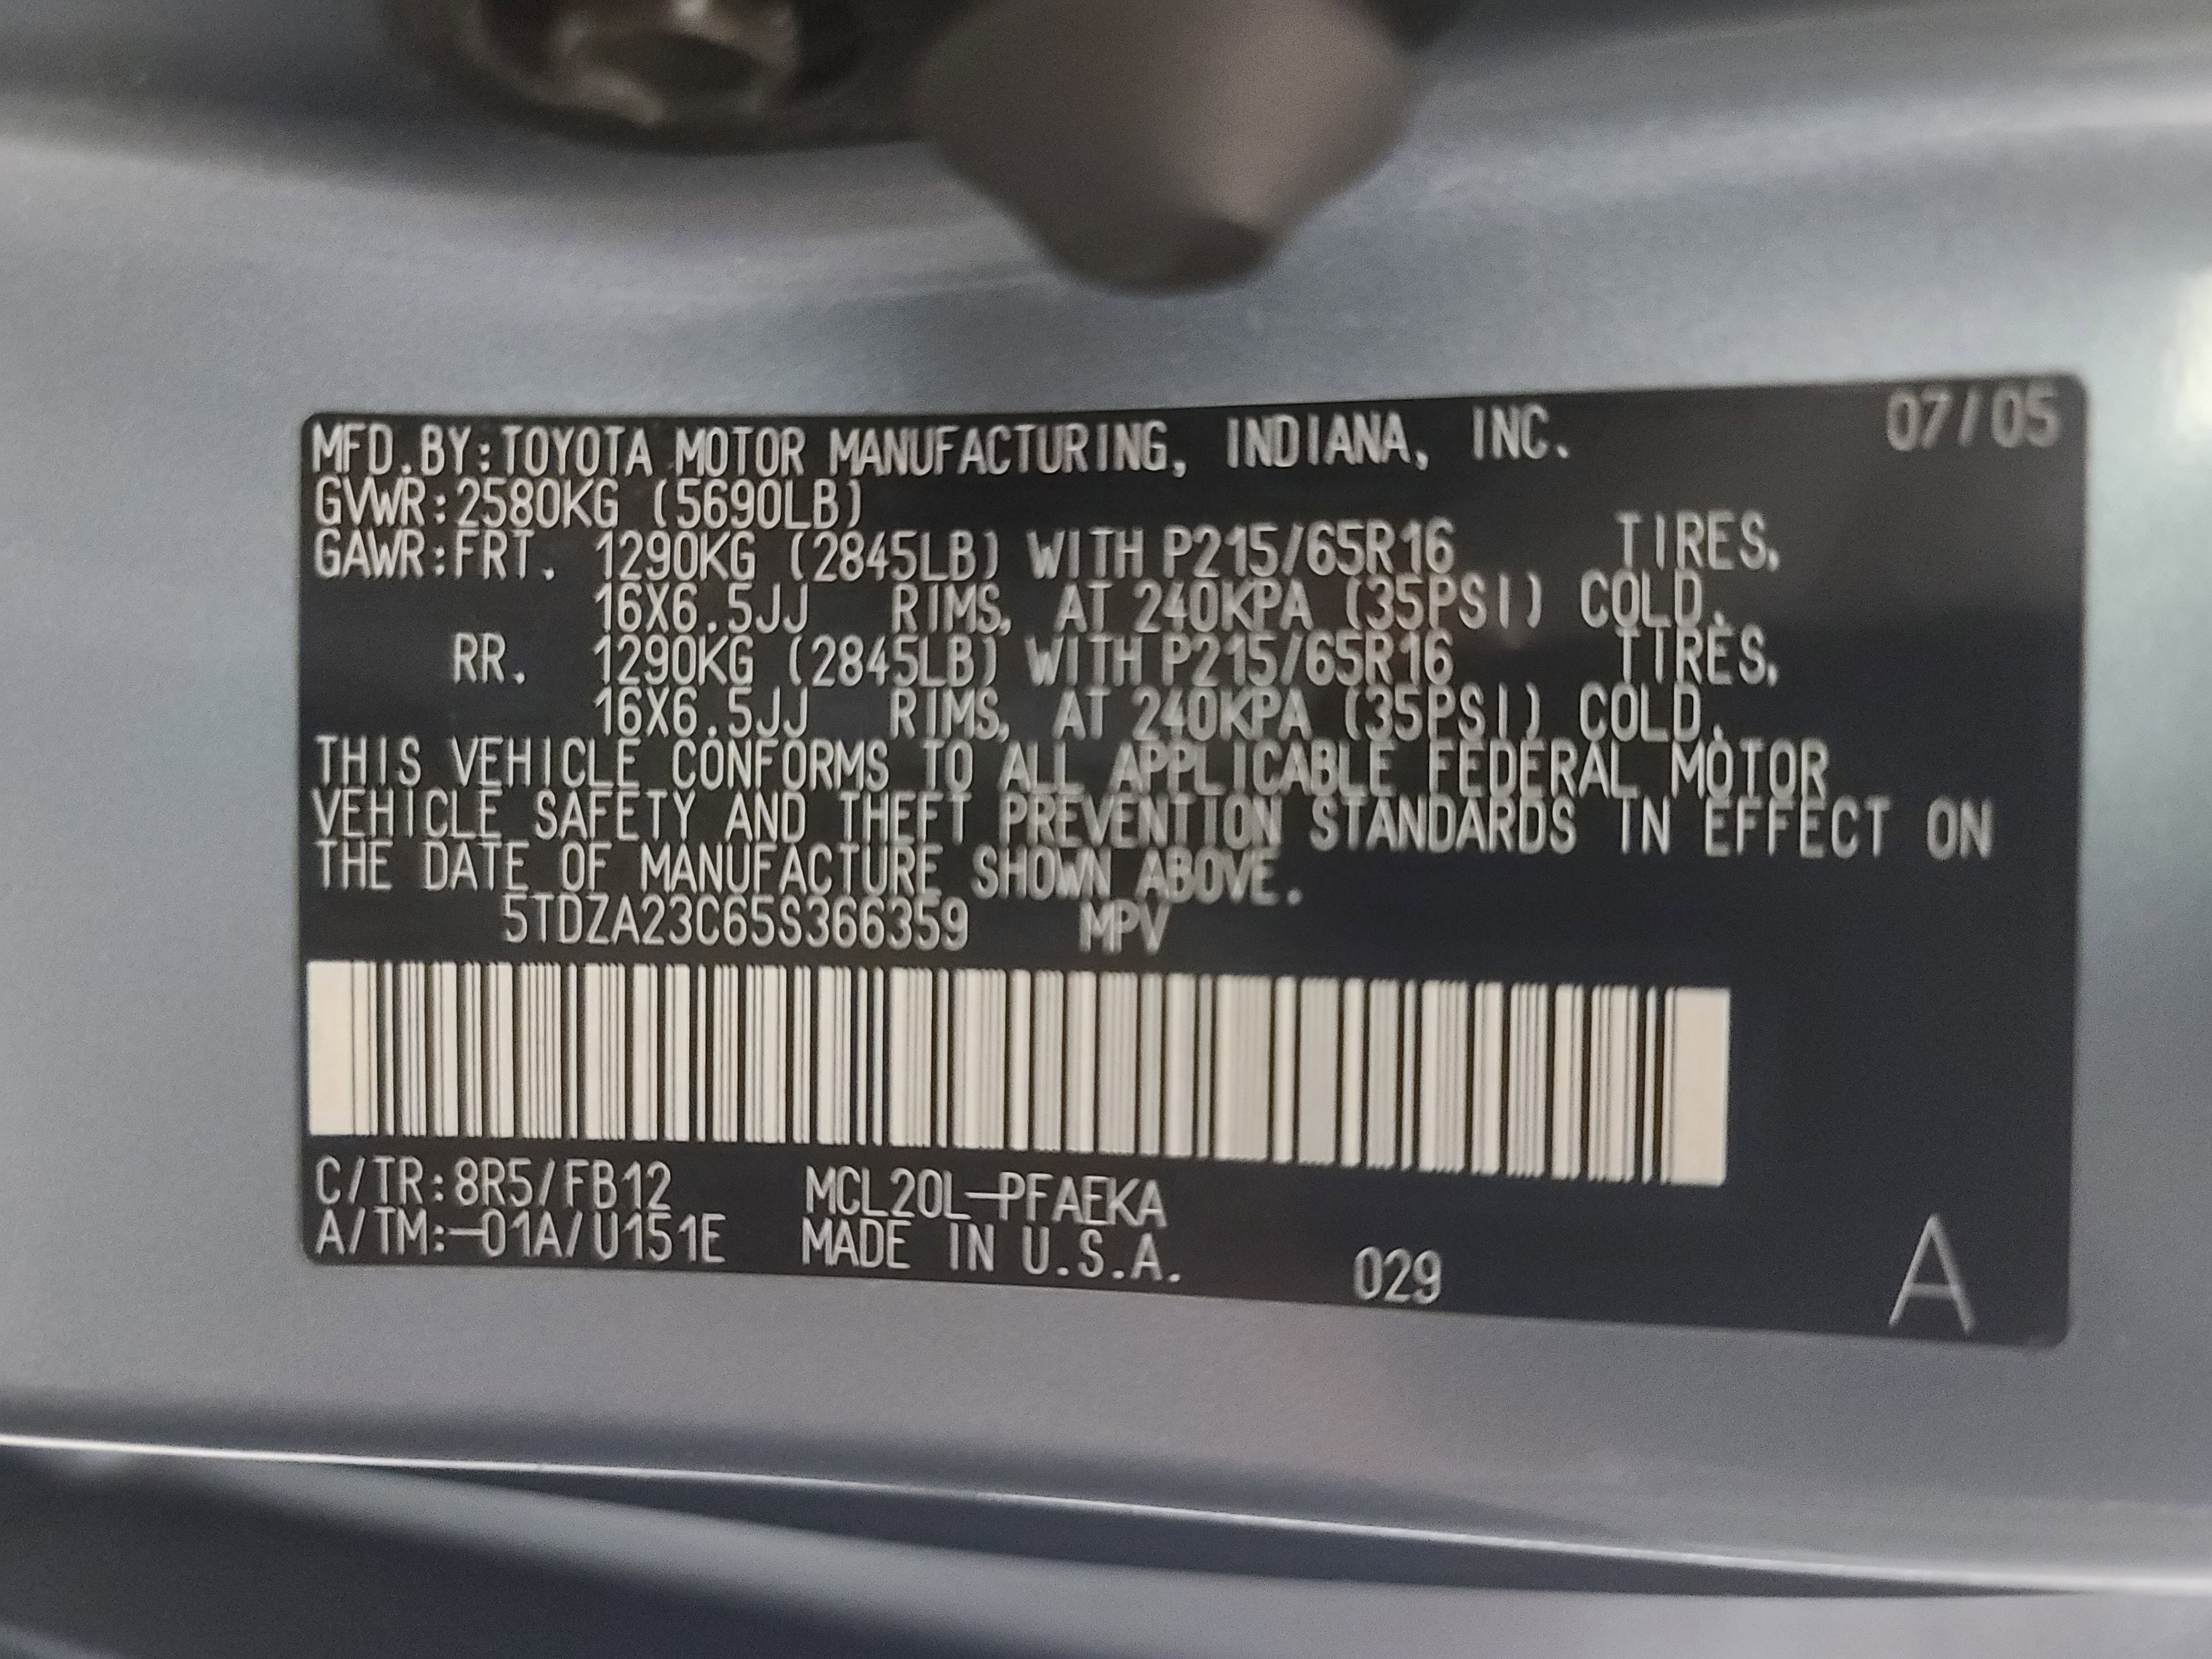 MFD.BY:TOYOTA MOTOR MANUFACTURING, INDIANA, INC. 07/05
GVWR:2580KG (5690LB)
GAWR:FRT. 1290KG (2845LB) WITH P215/65R16 TIRES,
16X6.5JJ RIMS, AT 240KPA (35PSI) COLD.
RR. 1290KG (2845LB) WITH P215/65R16 TIRES,
16X6.5JJ RIMS, AT 240KPA (35PSI) COLD.
THIS VEHICLE CONFORMS TO ALL APPLICABLE FEDERAL MOTOR
VEHICLE SAFETY AND THEFT PREVENTION STANDARDS IN EFFECT ON
THE DATE OF MANUFACTURE SHOWN ABOVE.
5TDZA23C65S366359 MPV
C/TR:8R5/FB12 MCL20L-PFAEKA
A/TM:-01A/U151E MADE IN U.S.A. 029 A